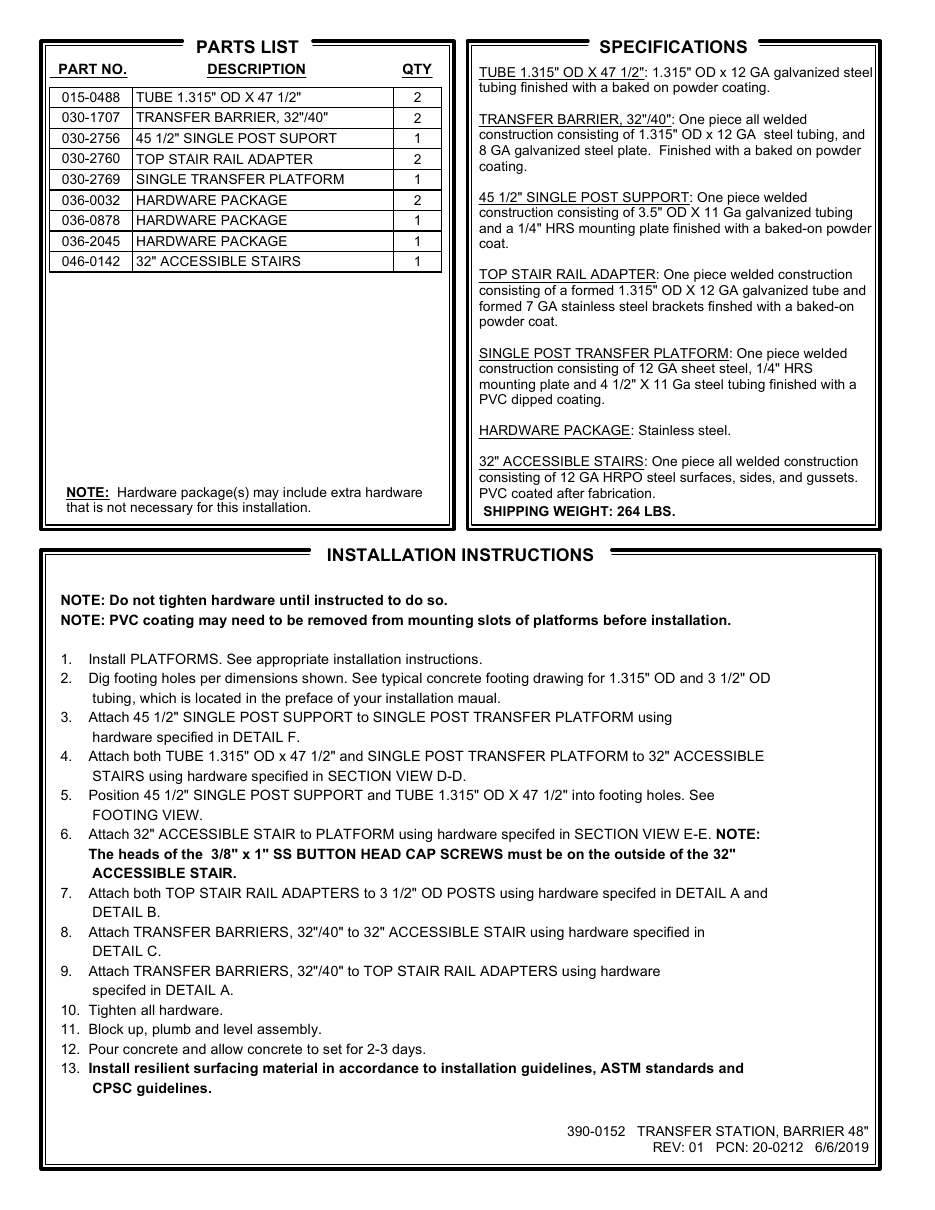 PARTS LIST
PART NO. DESCRIPTION QTY
015-0488 TUBE 1.315" OD X 47 1/2" 2
030-1707 TRANSFER BARRIER, 32"/40" 2
030-2756 45 1/2" SINGLE POST SUPORT 1
030-2760 TOP STAIR RAIL ADAPTER 2
030-2769 SINGLE TRANSFER PLATFORM 1
036-0032 HARDWARE PACKAGE 2
036-0878 HARDWARE PACKAGE 1
036-2045 HARDWARE PACKAGE 1
046-0142 32" ACCESSIBLE STAIRS 1
NOTE: Hardware package(s) may include extra hardware
that is not necessary for this installation.
SPECIFICATIONS
TUBE 1.315" OD X 47 1/2": 1.315" OD x 12 GA galvanized steel
tubing finished with a baked on powder coating.
TRANSFER BARRIER, 32"/40": One piece all welded
construction consisting of 1.315" OD x 12 GA steel tubing, and
8 GA galvanized steel plate. Finished with a baked on powder
coating.
45 1/2" SINGLE POST SUPPORT: One piece welded
construction consisting of 3.5" OD X 11 Ga galvanized tubing
and a 1/4" HRS mounting plate finished with a baked-on powder
coat.
TOP STAIR RAIL ADAPTER: One piece welded construction
consisting of a formed 1.315" OD X 12 GA galvanized tube and
formed 7 GA stainless steel brackets finshed with a baked-on
powder coat.
SINGLE POST TRANSFER PLATFORM: One piece welded
construction consisting of 12 GA sheet steel, 1/4" HRS
mounting plate and 4 1/2" X 11 Ga steel tubing finished with a
PVC dipped coating.
HARDWARE PACKAGE: Stainless steel.
32" ACCESSIBLE STAIRS: One piece all welded construction
consisting of 12 GA HRPO steel surfaces, sides, and gussets.
PVC coated after fabrication.
SHIPPING WEIGHT: 264 LBS.
INSTALLATION INSTRUCTIONS
NOTE: Do not tighten hardware until instructed to do so.
NOTE: PVC coating may need to be removed from mounting slots of platforms before installation.
1. Install PLATFORMS. See appropriate installation instructions.
2. Dig footing holes per dimensions shown. See typical concrete footing drawing for 1.315" OD and 3 1/2" OD
tubing, which is located in the preface of your installation maual.
3. Attach 45 1/2" SINGLE POST SUPPORT to SINGLE POST TRANSFER PLATFORM using
hardware specified in DETAIL F.
4. Attach both TUBE 1.315" OD x 47 1/2" and SINGLE POST TRANSFER PLATFORM to 32" ACCESSIBLE
STAIRS using hardware specified in SECTION VIEW D-D.
5. Position 45 1/2" SINGLE POST SUPPORT and TUBE 1.315" OD X 47 1/2" into footing holes. See
FOOTING VIEW.
6. Attach 32" ACCESSIBLE STAIR to PLATFORM using hardware specifed in SECTION VIEW E-E. NOTE:
The heads of the 3/8" x 1" SS BUTTON HEAD CAP SCREWS must be on the outside of the 32"
ACCESSIBLE STAIR.
7. Attach both TOP STAIR RAIL ADAPTERS to 3 1/2" OD POSTS using hardware specifed in DETAIL A and
DETAIL B.
8. Attach TRANSFER BARRIERS, 32"/40" to 32" ACCESSIBLE STAIR using hardware specified in
DETAIL C.
9. Attach TRANSFER BARRIERS, 32"/40" to TOP STAIR RAIL ADAPTERS using hardware
specifed in DETAIL A.
10. Tighten all hardware.
11. Block up, plumb and level assembly.
12. Pour concrete and allow concrete to set for 2-3 days.
13. Install resilient surfacing material in accordance to installation guidelines, ASTM standards and
CPSC guidelines.
390-0152 TRANSFER STATION, BARRIER 48"
REV: 01 PCN: 20-0212 6/6/2019